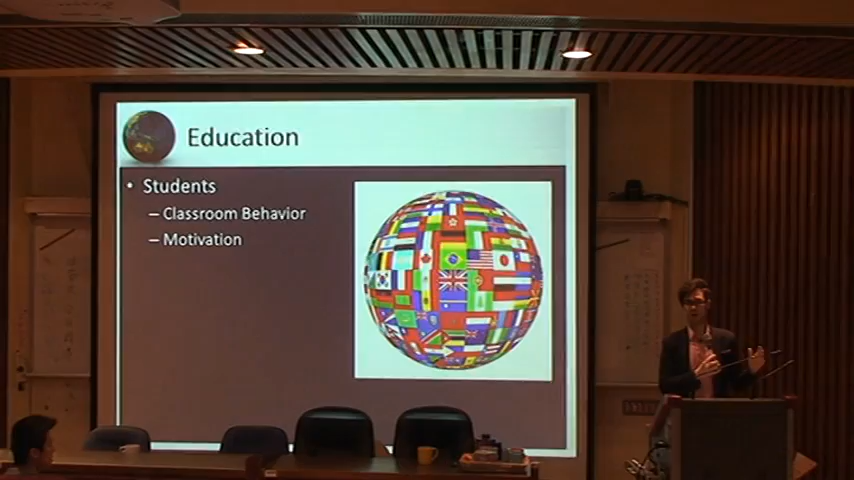 Education
• Students
– Classroom Behavior
– Motivation